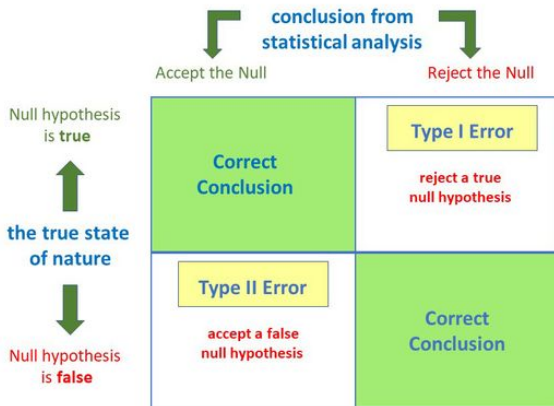 conclusion from
statistical analysis
Accept the Null
Reject the Null
Null hypothesis
is true
Correct
Conclusion
Type I Error
reject a true
null hypothesis
the true state
of nature
Type II Error
accept a false
null hypothesis
Correct
Conclusion
Null hypothesis
is false